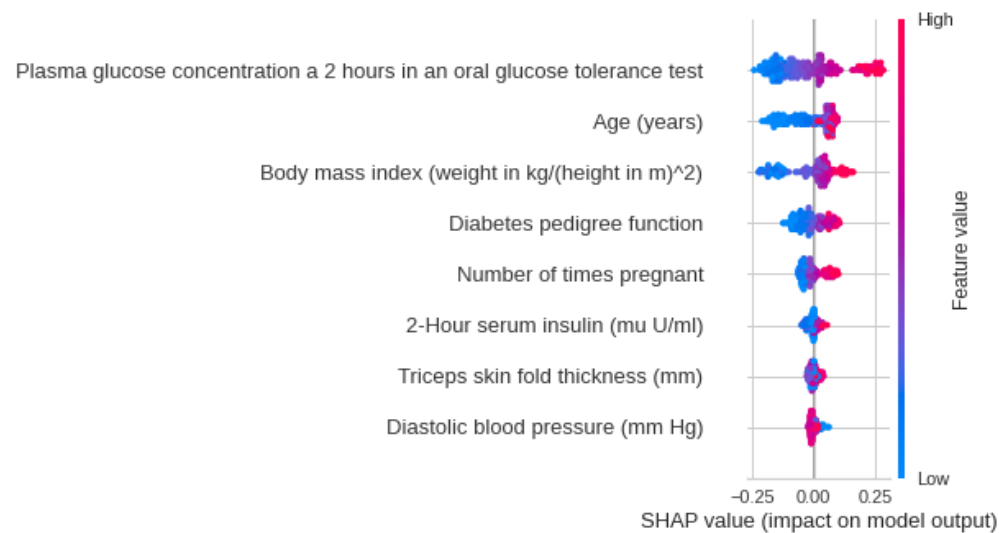 High
Plasma glucose concentration a 2 hours in an oral glucose tolerance test
Age (years)
Body mass index (weight in kg/(height in m)^2)
Diabetes pedigree function
Number of times pregnant
2-Hour serum insulin (mu U/ml)
Triceps skin fold thickness (mm)
Diastolic blood pressure (mm Hg)
Feature value
Low
−0.25 0.00 0.25
SHAP value (impact on model output)